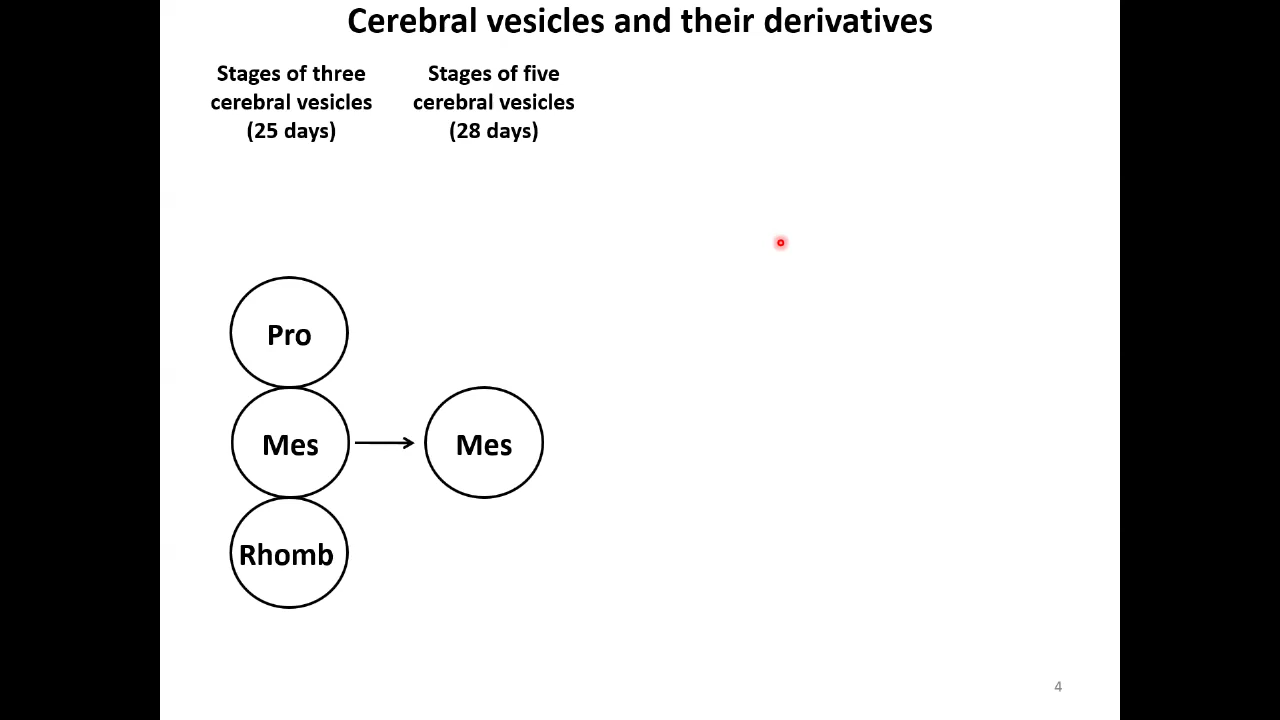 Cerebral vesicles and their derivatives
Stages of three
cerebral vesicles
(25 days)
Stages of five
cerebral vesicles
(28 days)
Pro
Mes
Mes
Rhomb
4